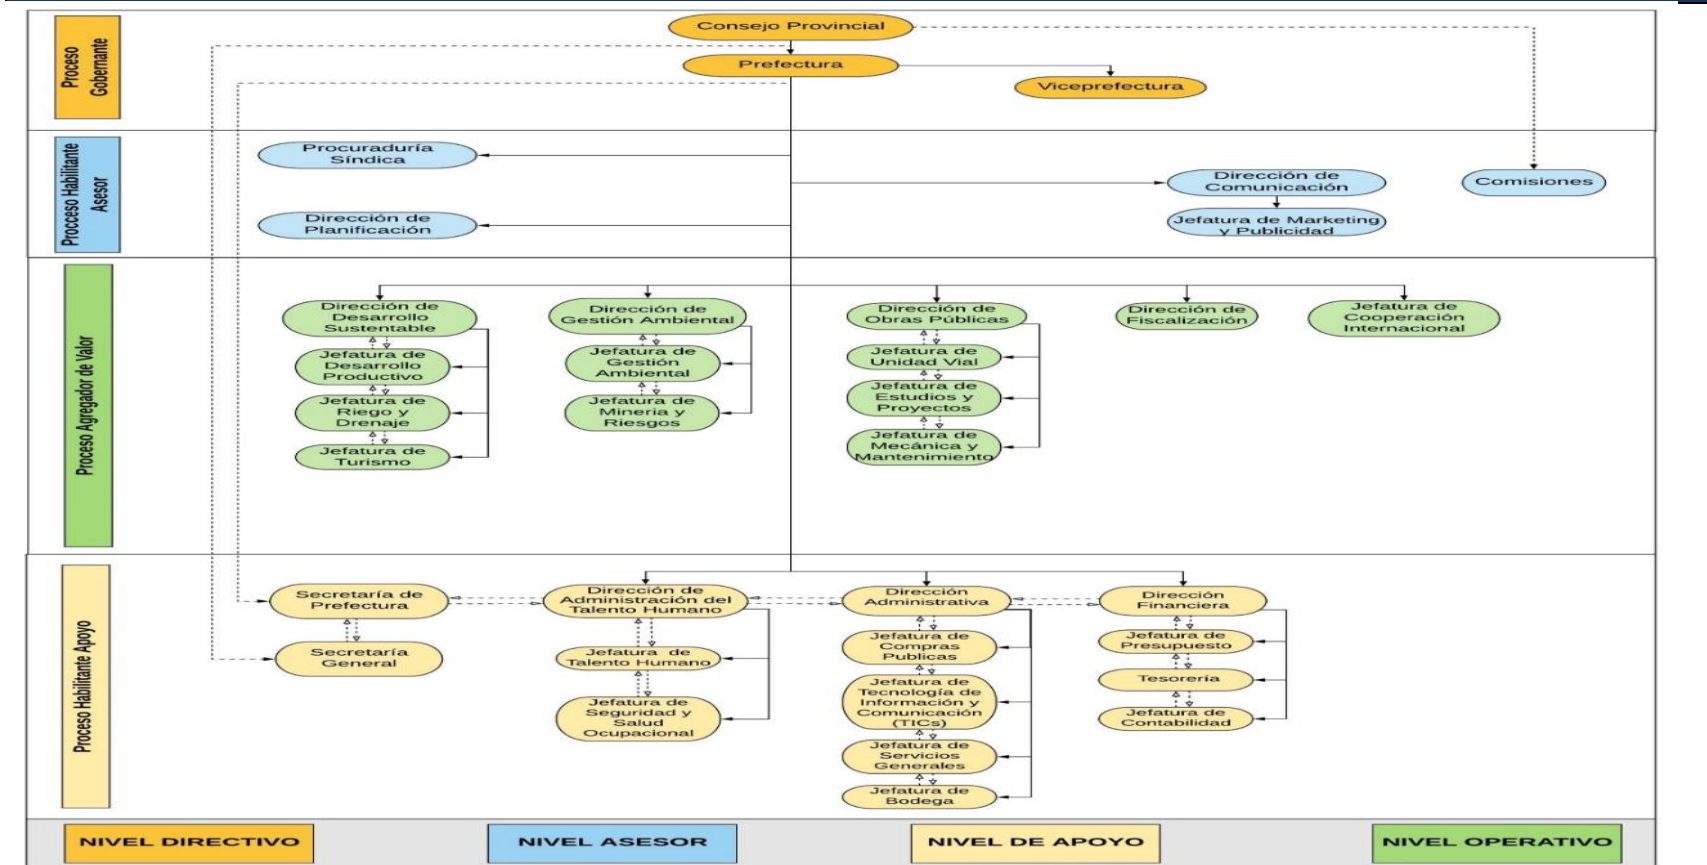 Proceso
Gobernante
Consejo Provincial
Prefectura
Viceprefectura
Procceso Habilitante
Asesor
Procuraduría
Síndica
Dirección de
Comunicación
Comisiones
Dirección de
Planificación
Jefatura de Marketing
y Publicidad
Proceso Agregador de Valor
Dirección de
Desarrollo
Sustentable
Jefatura de
Desarrollo
Productivo
Jefatura de
Riego y
Drenaje
Jefatura de
Turismo
Dirección de
Gestión Ambiental
Jefatura de
Gestión
Ambiental
Jefatura de
Mineria y
Riesgos
Dirección de
Obras Públicas
Jefatura de
Unidad Vial
Jefatura de
Estudios y
Proyectos
Jefatura de
Mecánica y
Mantenimiento
Dirección de
Fiscalización
Jefatura de
Cooperación
Internacional
Proceso Habilitante Apoyo
Secretaría de
Prefectura
Secretaría
General
Dirección de
Administración del
Talento Humano
Jefatura de
Talento Humano
Jefatura de
Seguridad y
Salud
Ocupacional
Dirección
Administrativa
Jefatura de
Compras
Publicas
Jefatura de
Tecnología de
Información y
Comunicación
(TICs)
Jefatura de
Servicios
Generales
Jefatura de
Bodega
Dirección
Financiera
Jefatura de
Presupuesto
Tesorería
Jefatura de
Contabilidad
NIVEL DIRECTIVO
NIVEL ASESOR
NIVEL DE APOYO
NIVEL OPERATIVO